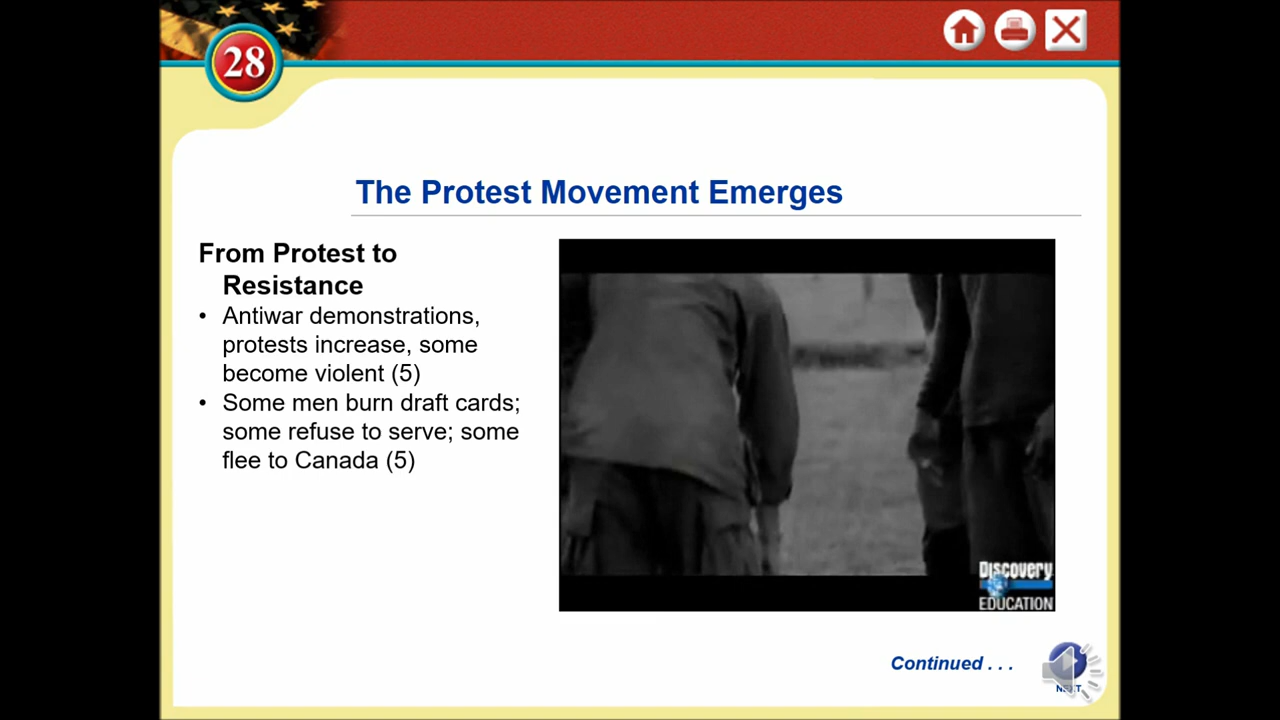 28
The Protest Movement Emerges
From Protest to
Resistance
• Antiwar demonstrations,
protests increase, some
become violent (5)
• Some men burn draft cards;
some refuse to serve; some
flee to Canada (5)
Discovery
EDUCATION
Continued . . .
NEXT